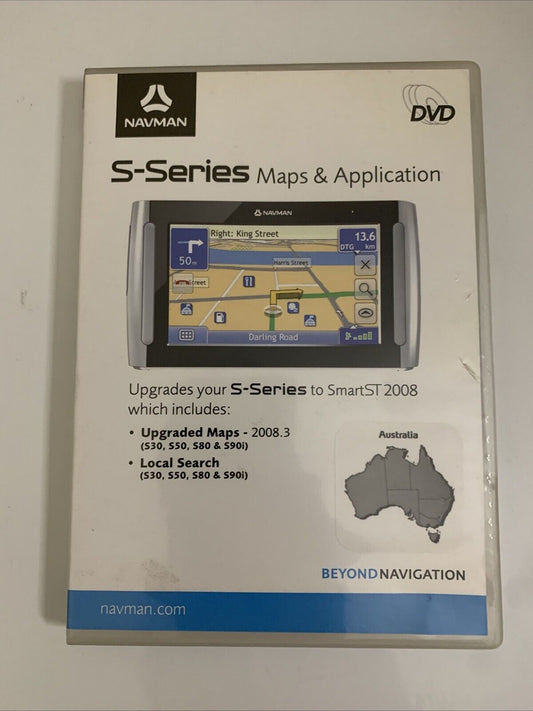 NAVMAN
DVD
S-Series Maps & Application
NAVMAN
Right: King Street
13.6
DTG km
50m
Harris Street
Street
Darling Road
Upgrades your S-Series to SmartST 2008
which includes:
• Upgraded Maps - 2008.3
(S30, S50, S80 & S90i)
• Local Search
(S30, S50, S80 & S90i)
Australia
BEYONDNAVIGATION
navman.com